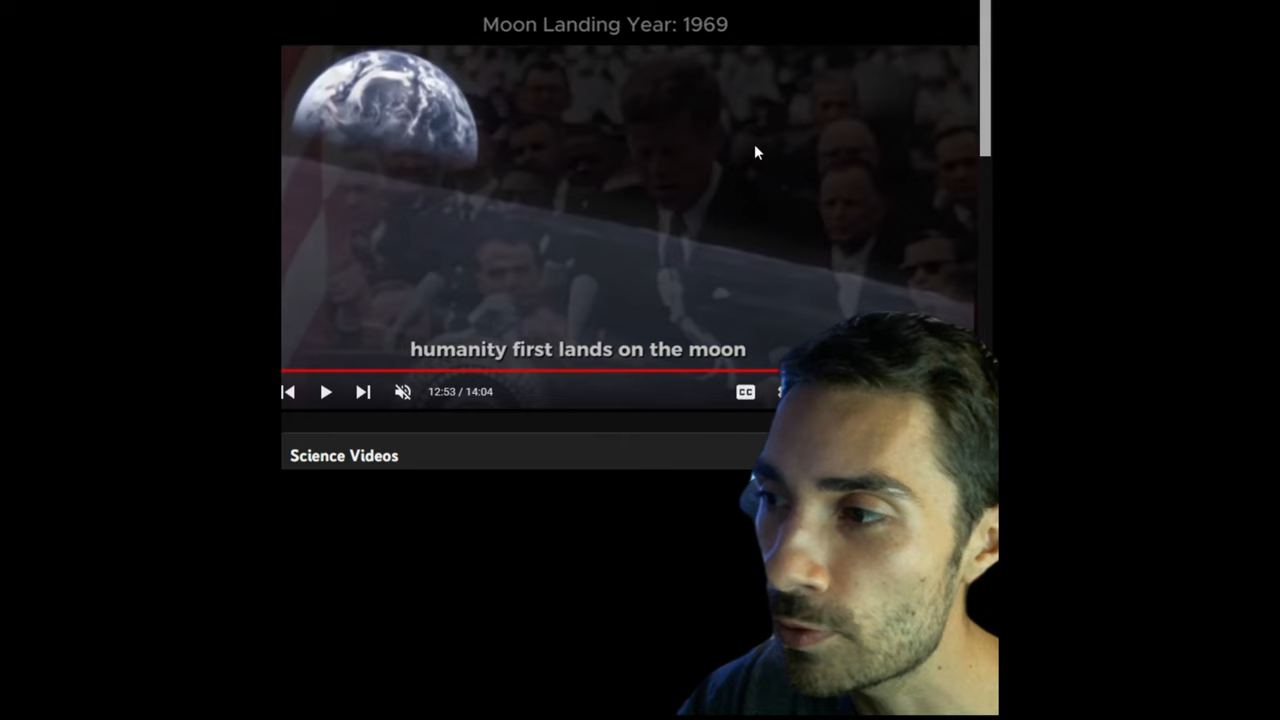 Moon Landing Year: 1969
humanity first lands on the moon
12:53 / 14:04
CC
Science Videos